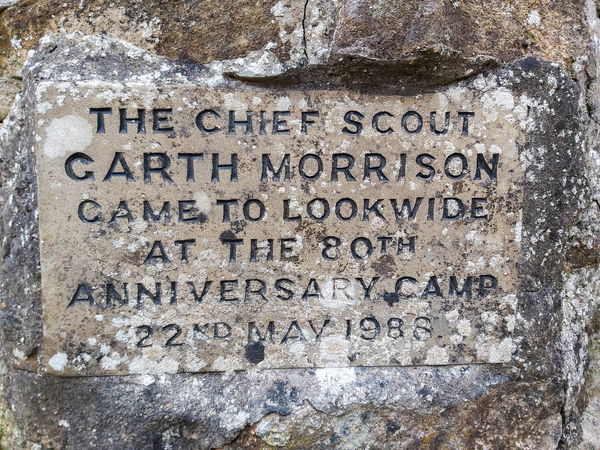 THE CHIEF SCOUT
GARTH MORRISON
CAME TO LOOKWIDE
AT THE 80TH
ANNIVERSARY CAMP
22ND MAY 1988